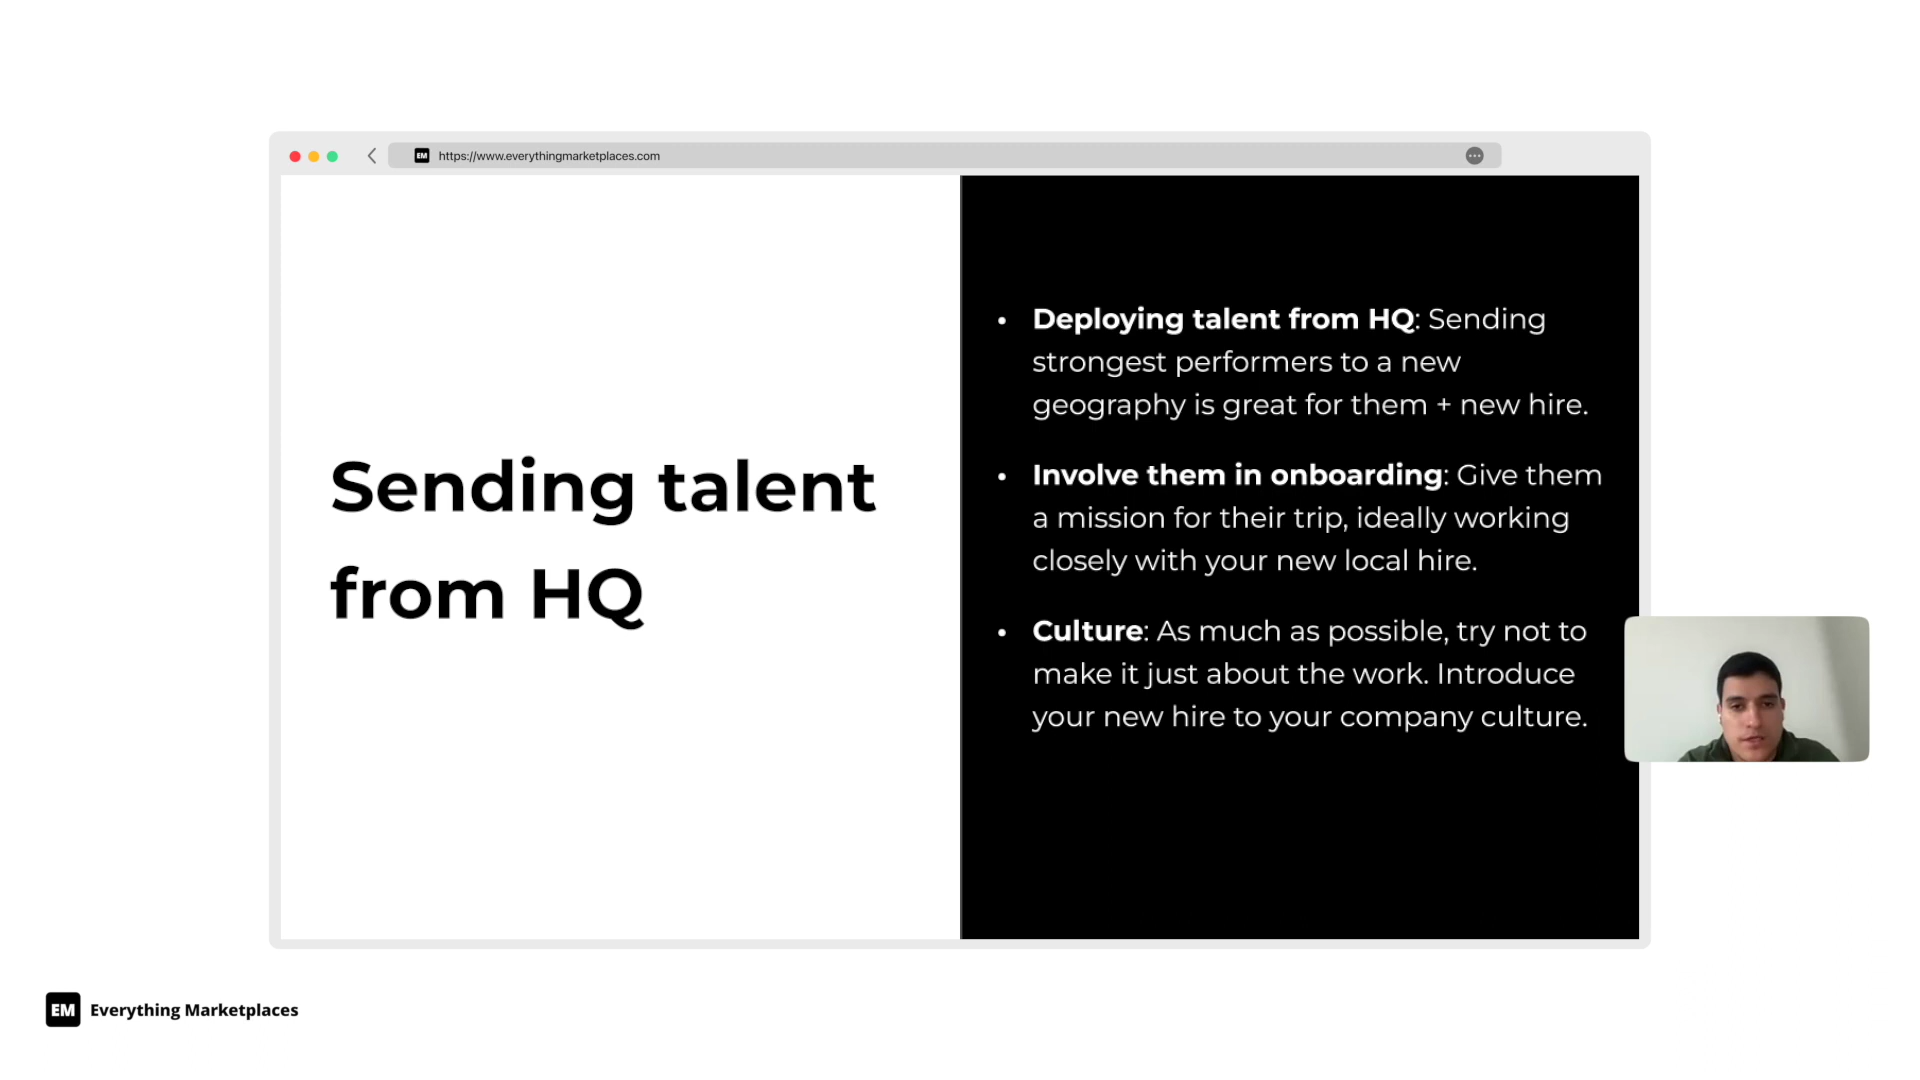 EM https://www.everythingmarketplaces.com
Sending talent
from HQ
• Deploying talent from HQ: Sending
strongest performers to a new
geography is great for them + new hire.
• Involve them in onboarding: Give them
a mission for their trip, ideally working
closely with your new local hire.
• Culture: As much as possible, try not to
make it just about the work. Introduce
your new hire to your company culture.
EM Everything Marketplaces